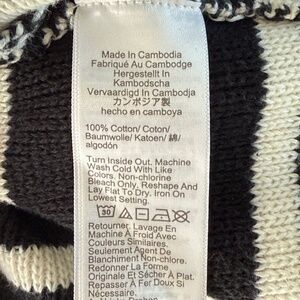 Made In Cambodia
Fabriqué Au Cambodge
Hergestellt In
Kambodscha
Vervaardigd In Cambodja
カンボジア製
hecho en camboya
100% Cotton/ Coton/
Baumwolle/ Katoen/ 綿/
algodón
Turn Inside Out. Machine
Wash Cold With Like
Colors. Non-chlorine
Bleach Only. Reshape And
Lay Flat To Dry. Iron On
Lowest Setting.
30
Retourner. Lavage En
Machine À Froid Avec
Couleurs Similaires.
Seulement Agent De
Blanchiment Non-chloré.
Redonner La Forme
Originale Et Sécher À Plat.
Repasser À Fer Doux Si
Nécessaire.